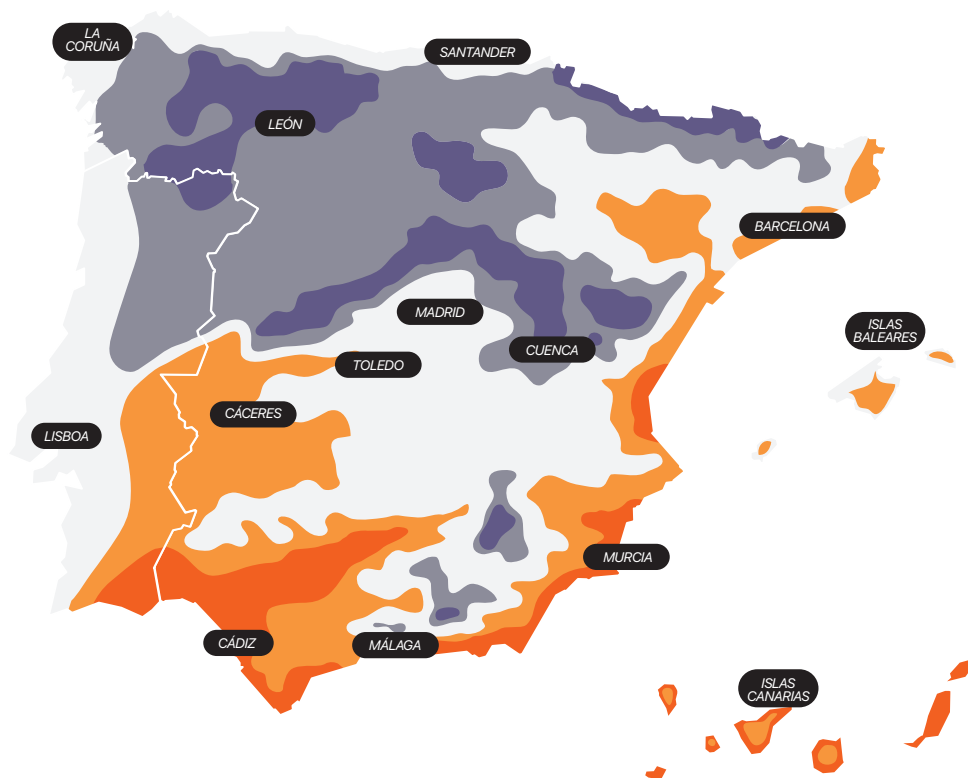 LA
CORUÑA
SANTANDER
LEÓN
BARCELONA
MADRID
ISLAS
BALEARES
CUENCA
TOLEDO
CÁCERES
LISBOA
MURCIA
CÁDIZ
MÁLAGA
ISLAS
CANARIAS